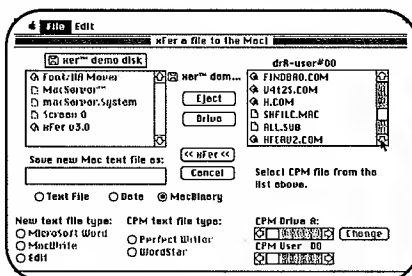 File Edit
xFer a file to the Mac!
xer™ demo disk
Font/DA Mover
MacServer™
macServer.System
Screen 0
xFer v3.0
xer™ dem...
Eject
Drive
drA-user#00
FINDBAD.COM
V4125.COM
H.COM
SHFILC.MAC
ALL.SUB
XFERV2.COM
Save new Mac text file as:
<< xFer <<
Cancel
Select CPM file from the
list above.
Text File Data MacBinary
New text file type:
Microsoft Word
MacWrite
Edit
CPM text file type:
Perfect Writer
WordStar
CPM Drive A:
Change
CPM User 00